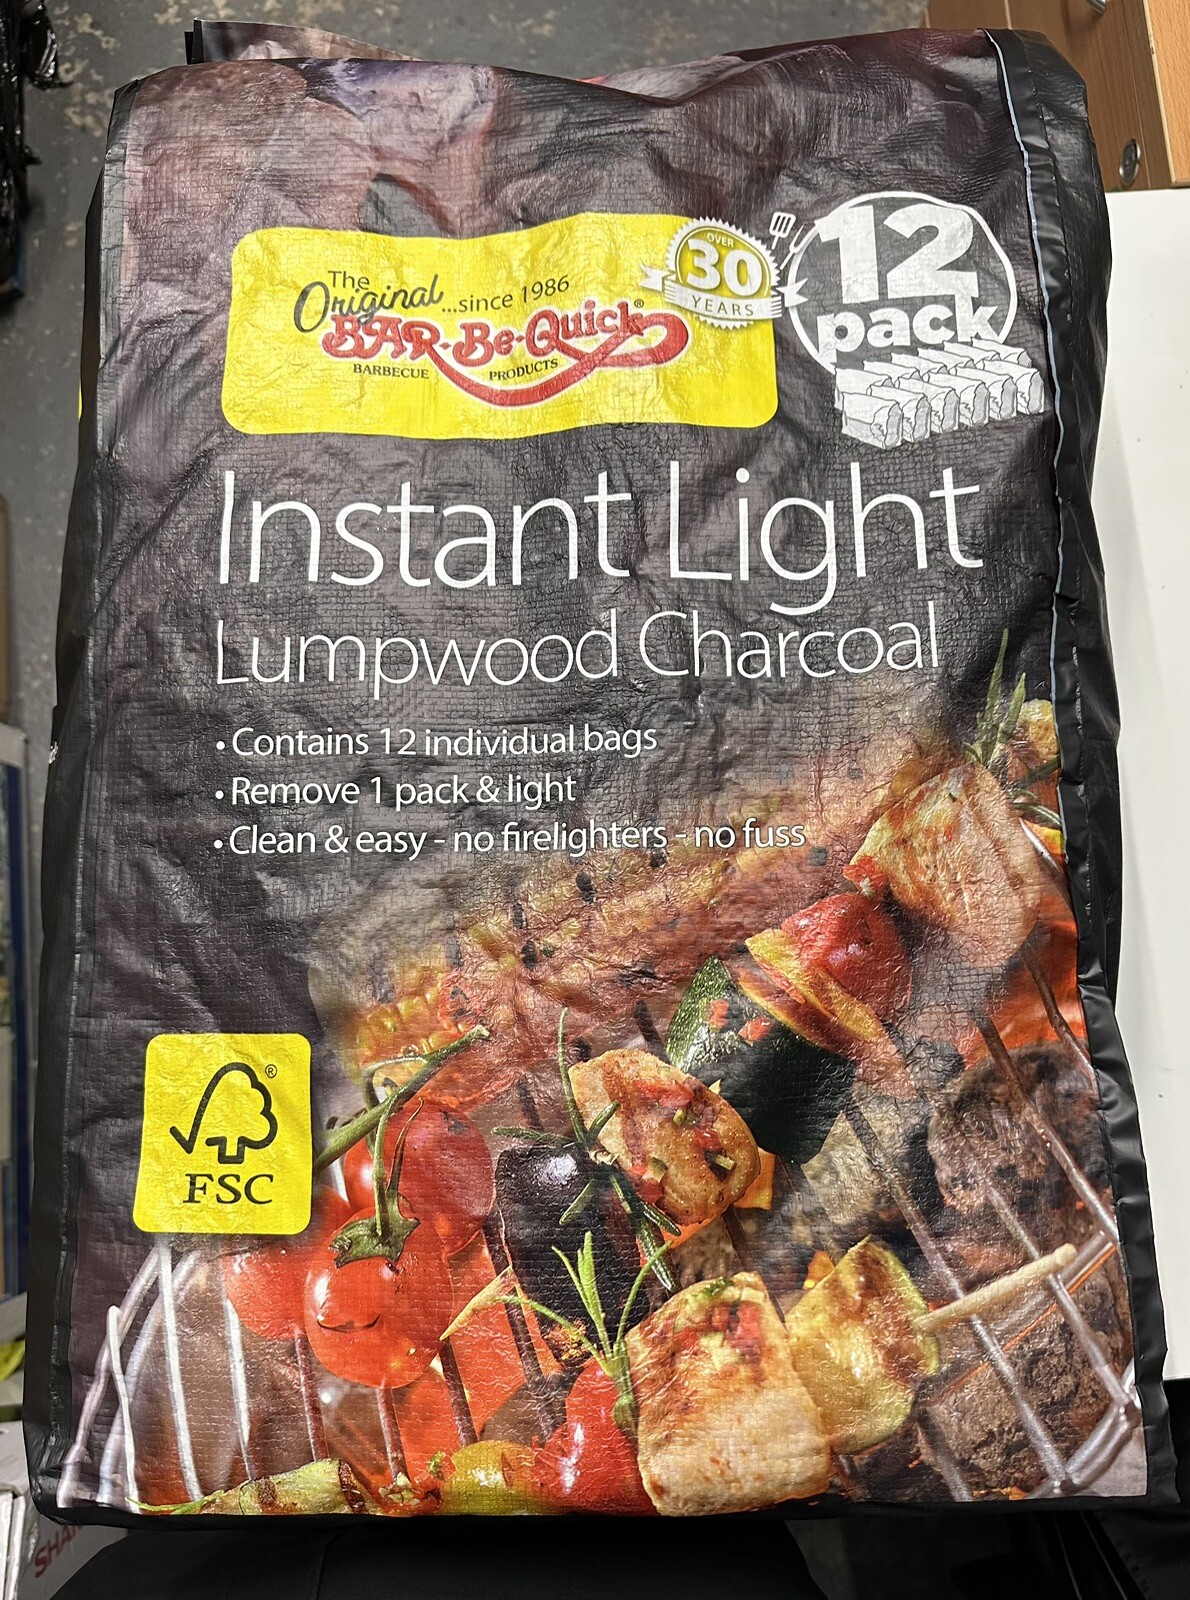 The
Original ...since 1986
BAR-Be-Quick®
BARBECUE PRODUCTS
OVER
30
YEARS
12
pack
Instant Light
Lumpwood Charcoal
• Contains 12 individual bags
• Remove 1 pack & light
• Clean & easy - no firelighters - no fuss
®
FSC